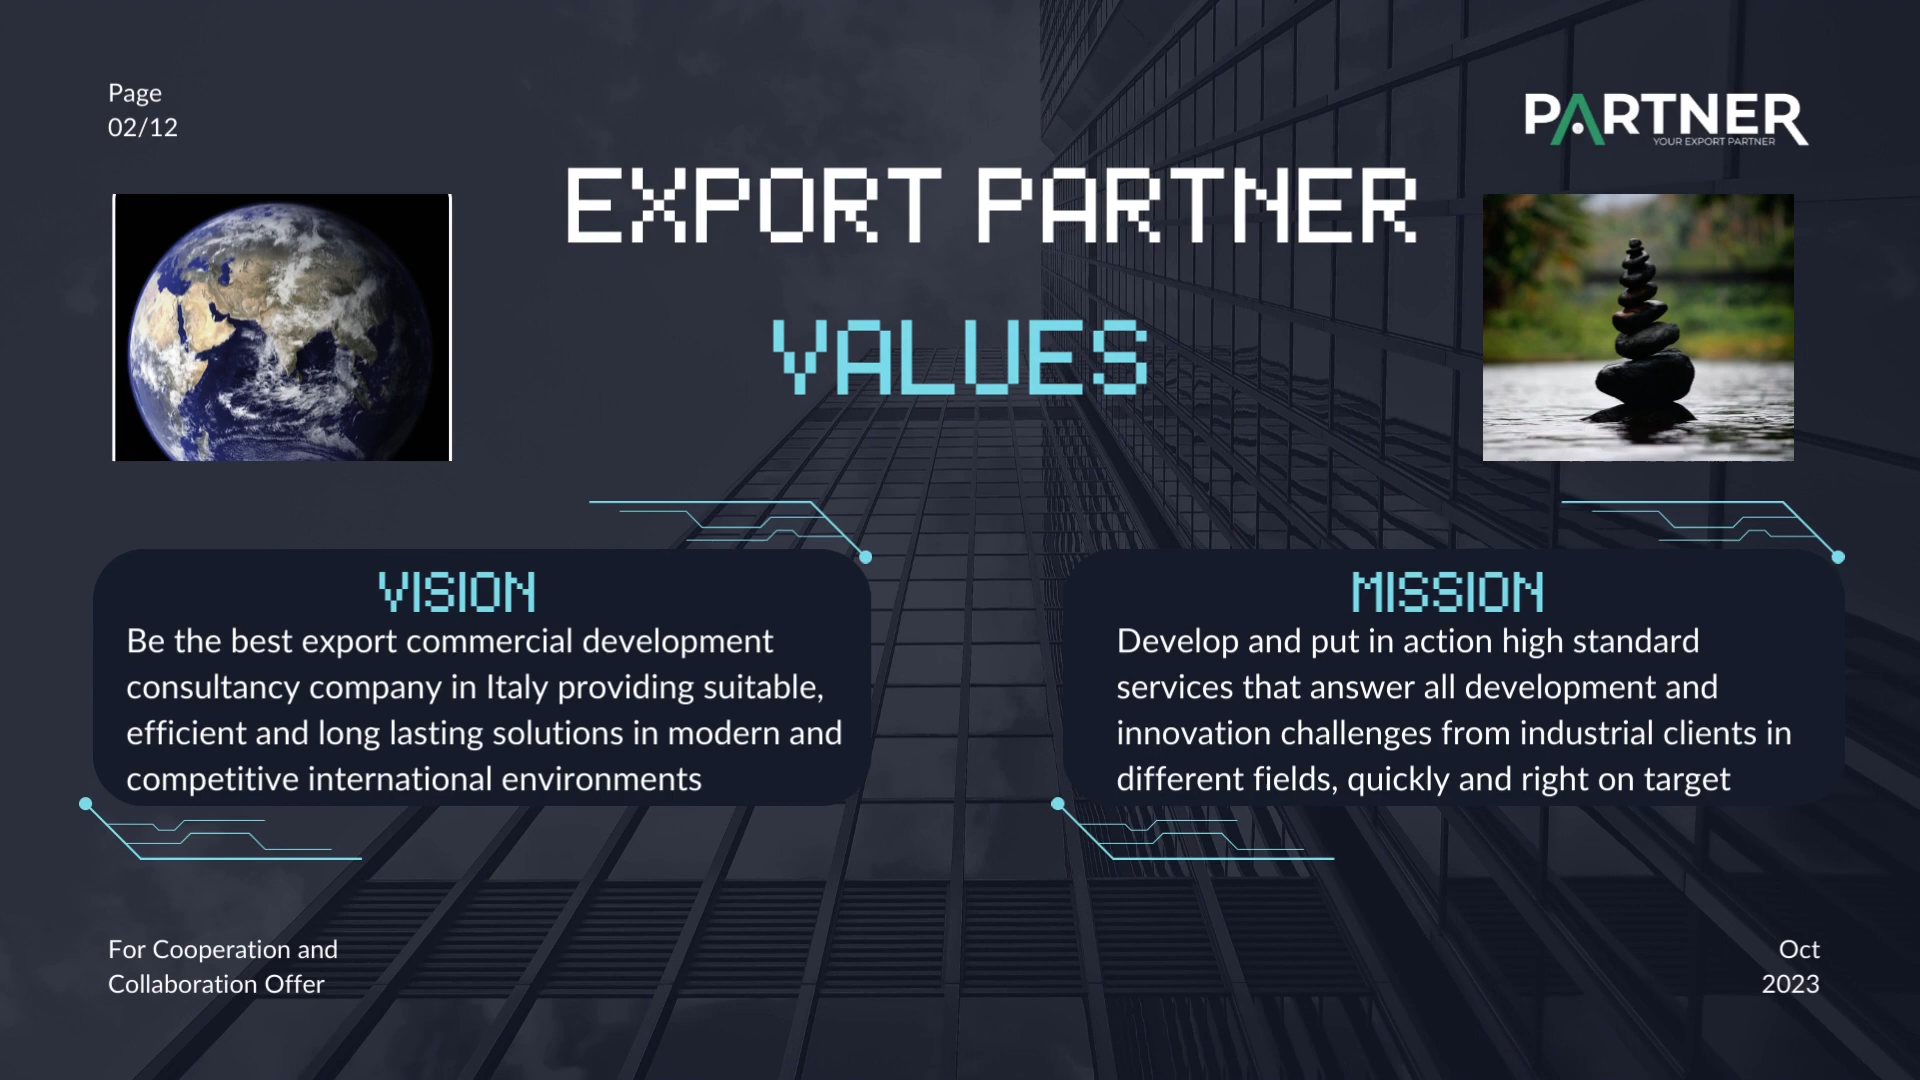 Page
02/12
PARTNER
YOUR EXPORT PARTNER
EXPORT PARTNER
VALUES
VISION
Be the best export commercial development
consultancy company in Italy providing suitable,
efficient and long lasting solutions in modern and
competitive international environments
MISSION
Develop and put in action high standard
services that answer all development and
innovation challenges from industrial clients in
different fields, quickly and right on target
For Cooperation and
Collaboration Offer
Oct
2023